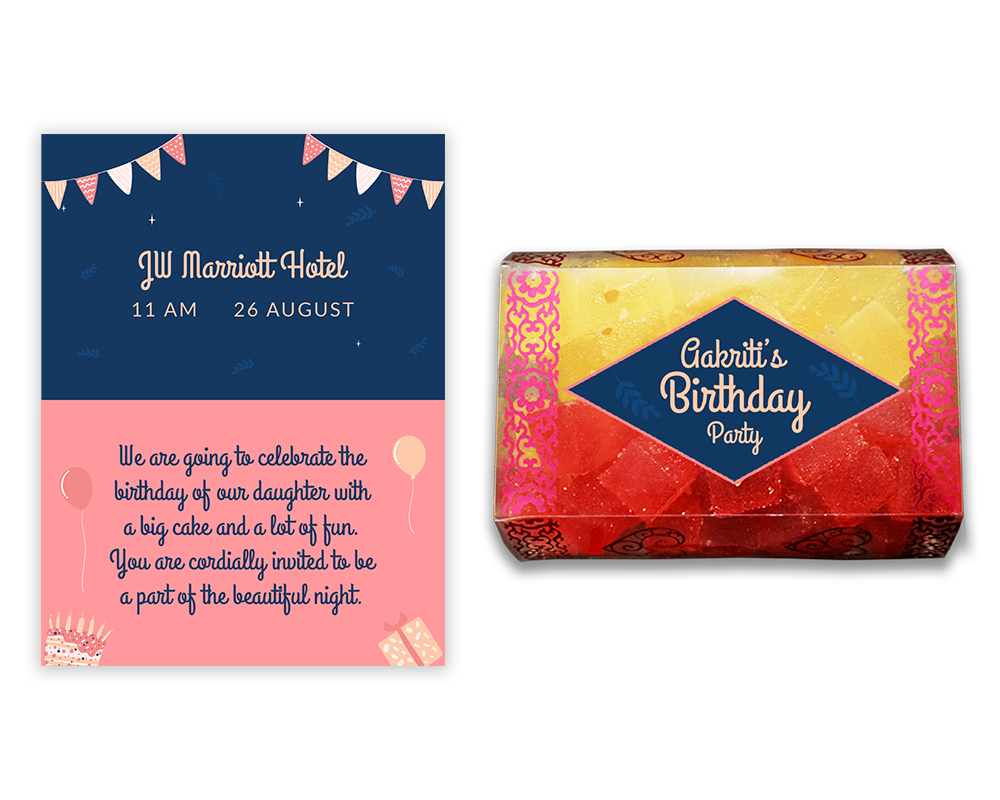 JW Marriott Hotel
11 AM 26 AUGUST
We are going to celebrate the
birthday of our daughter with
a big cake and a lot of fun.
You are cordially invited to be
a part of the beautiful night.
Aakriti's
Birthday
Party